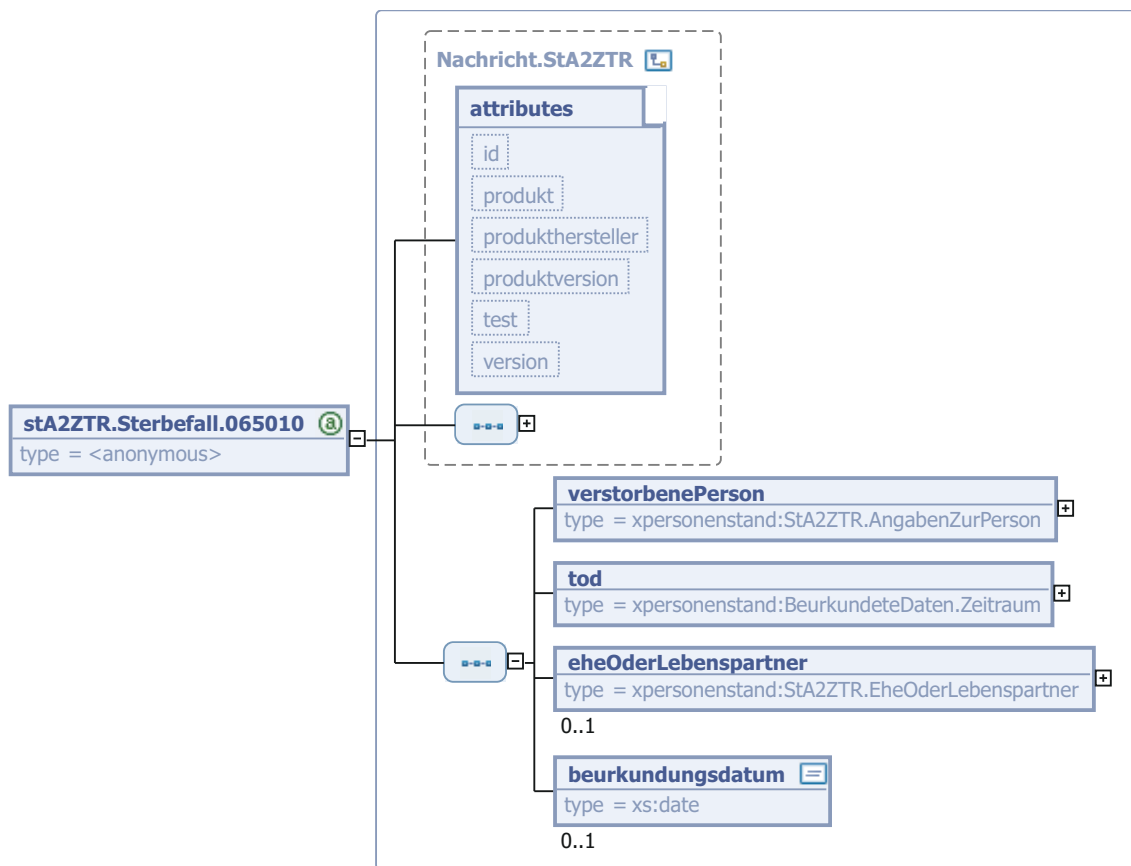 Nachricht.StA2ZTR
attributes
id
produkt
produkthersteller
produktversion
test
version
stA2ZTR.Sterbefall.065010
type = <anonymous>
verstorbenePerson
type = xpersonenstand:StA2ZTR.AngabenZurPerson
tod
type = xpersonenstand:BeurkundeteDaten.Zeitraum
eheOderLebenspartner
type = xpersonenstand:StA2ZTR.EheOderLebenspartner
0..1
beurkundungsdatum
type = xs:date
0..1